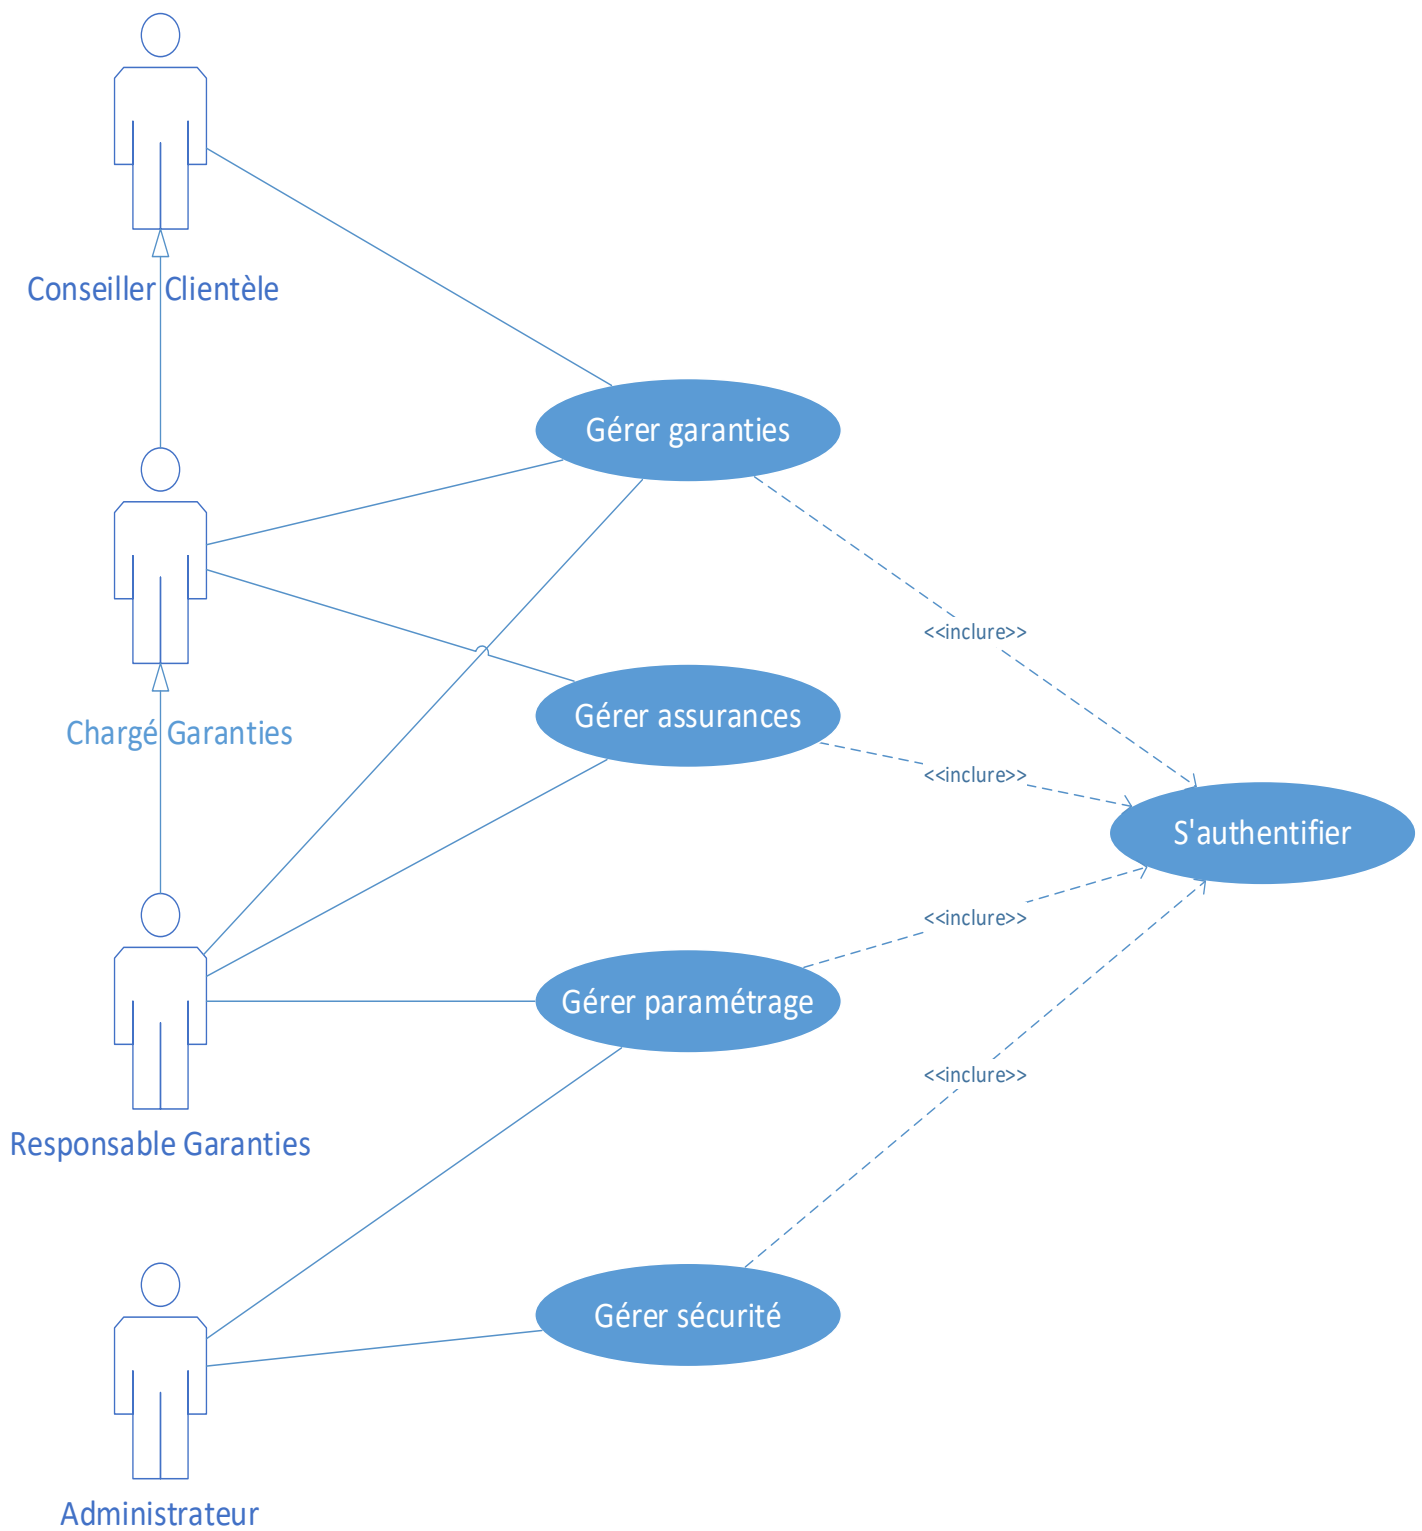 Conseiller Clientèle
Gérer garanties
<<inclure>>
Gérer assurances
Chargé Garanties
<<inclure>>
S'authentifier
<<inclure>>
Gérer paramétrage
<<inclure>>
Responsable Garanties
Gérer sécurité
Administrateur